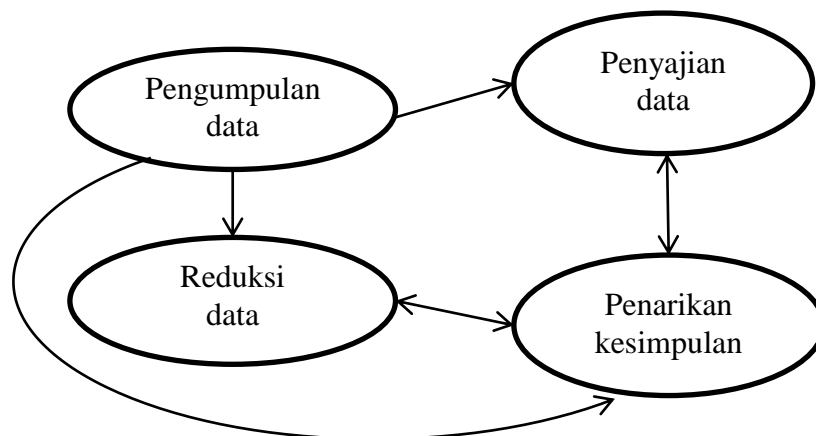 Pengumpulan
data
Penyajian
data
Reduksi
data
Penarikan
kesimpulan